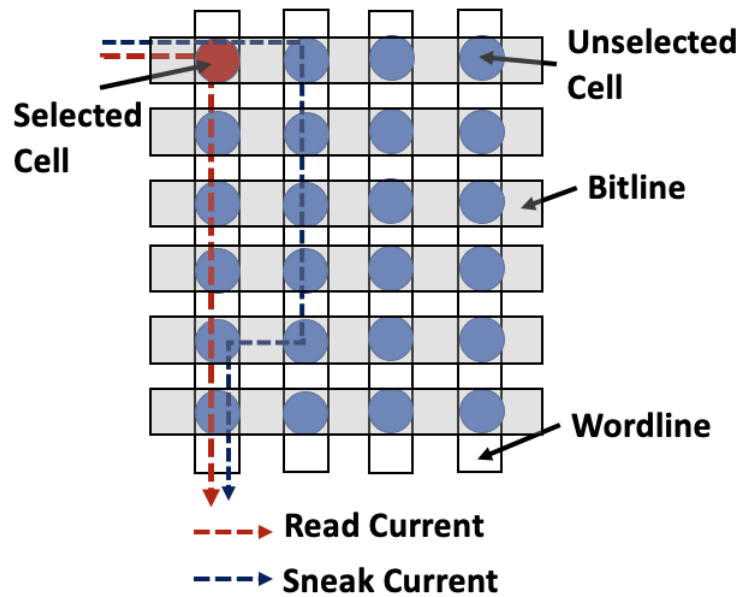 Unselected
Cell
Selected
Cell
Bitline
Wordline
Read Current
Sneak Current